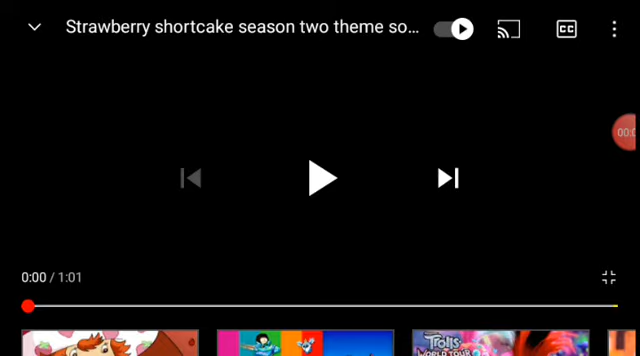 Strawberry shortcake season two theme so...
CC
0:00 / 1:01
Trolls
WORLD TOUR